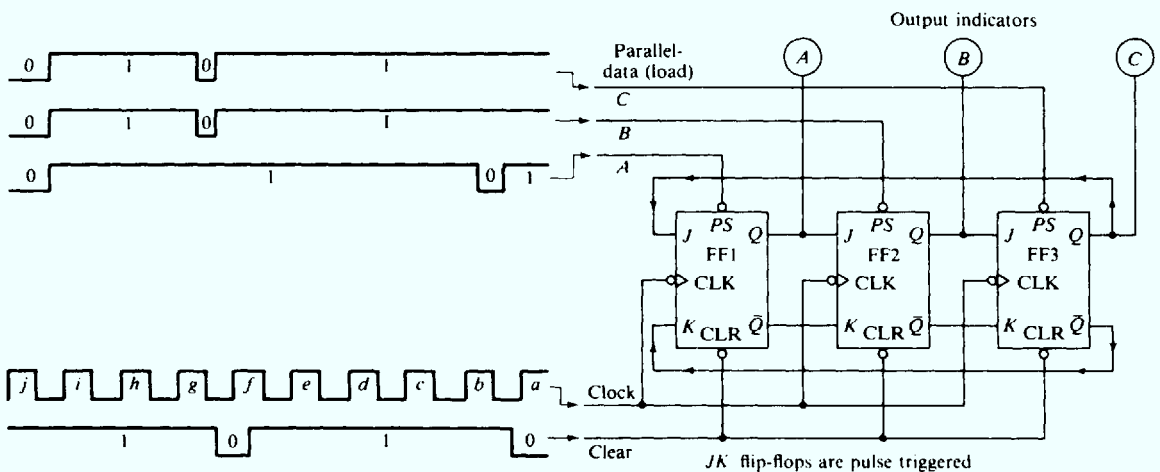 Output indicators
0 1 0 1
Parallel-
data (load)
A B C
C
0 1 0 1
B
0 1 0 1
A
PS PS PS
J Q J Q J Q
FF1 FF2 FF3
CLK CLK CLK
K CLR Q̄ K CLR Q̄ K CLR Q̄
j i h g f e d c b a
Clock
1 0 1 0
Clear
JK flip-flops are pulse triggered